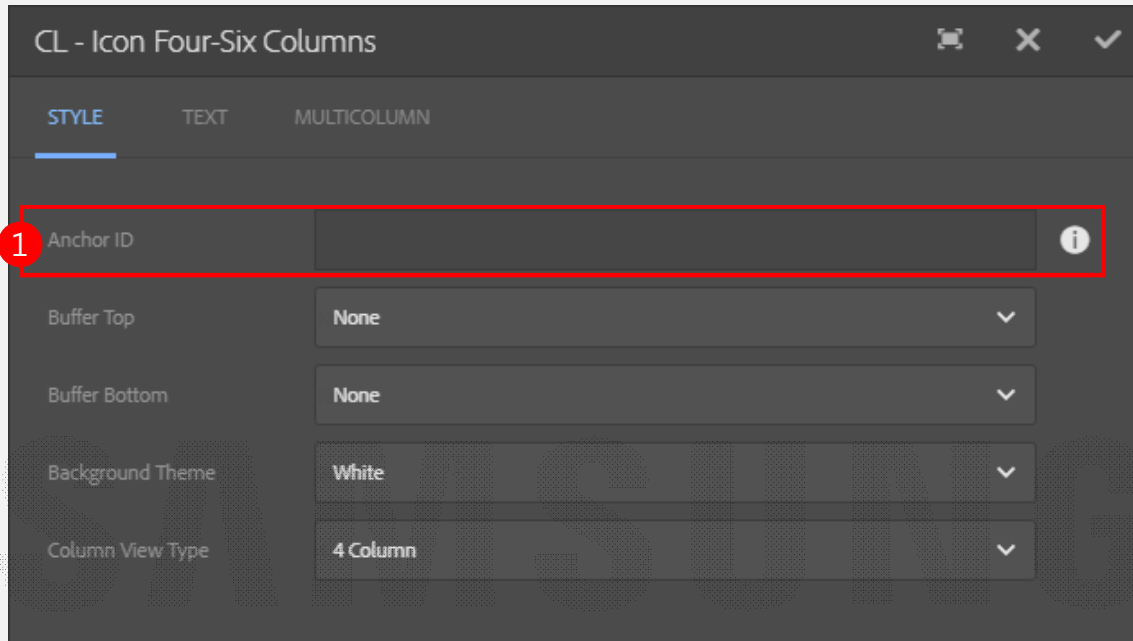 CL - Icon Four-Six Columns
STYLE TEXT MULTICOLUMN
1 Anchor ID
Buffer Top None
Buffer Bottom None
Background Theme White
Column View Type 4 Column
SAMSUNG